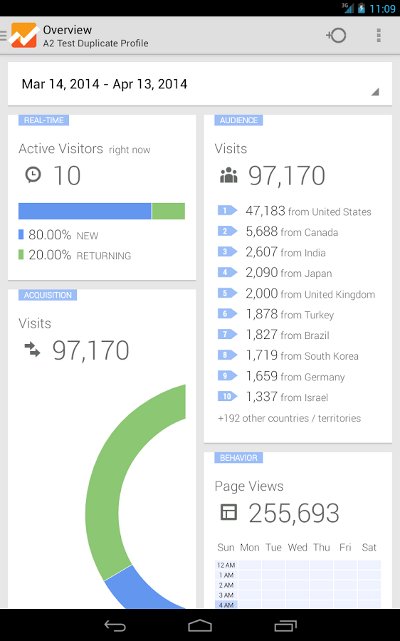 3G 11:09
Overview
A2 Test Duplicate Profile
Mar 14, 2014 - Apr 13, 2014
REAL-TIME
Active Visitors right now
10
80.00% NEW
20.00% RETURNING
ACQUISITION
Visits
97,170
AUDIENCE
Visits
97,170
1 47,183 from United States
2 5,688 from Canada
3 2,607 from India
4 2,090 from Japan
5 2,000 from United Kingdom
6 1,878 from Turkey
7 1,827 from Brazil
8 1,719 from South Korea
9 1,659 from Germany
10 1,337 from Israel
+192 other countries / territories
BEHAVIOR
Page Views
255,693
Sun Mon Tue Wed Thu Fri Sat
12 AM
1 AM
2 AM
3 AM
4 AM